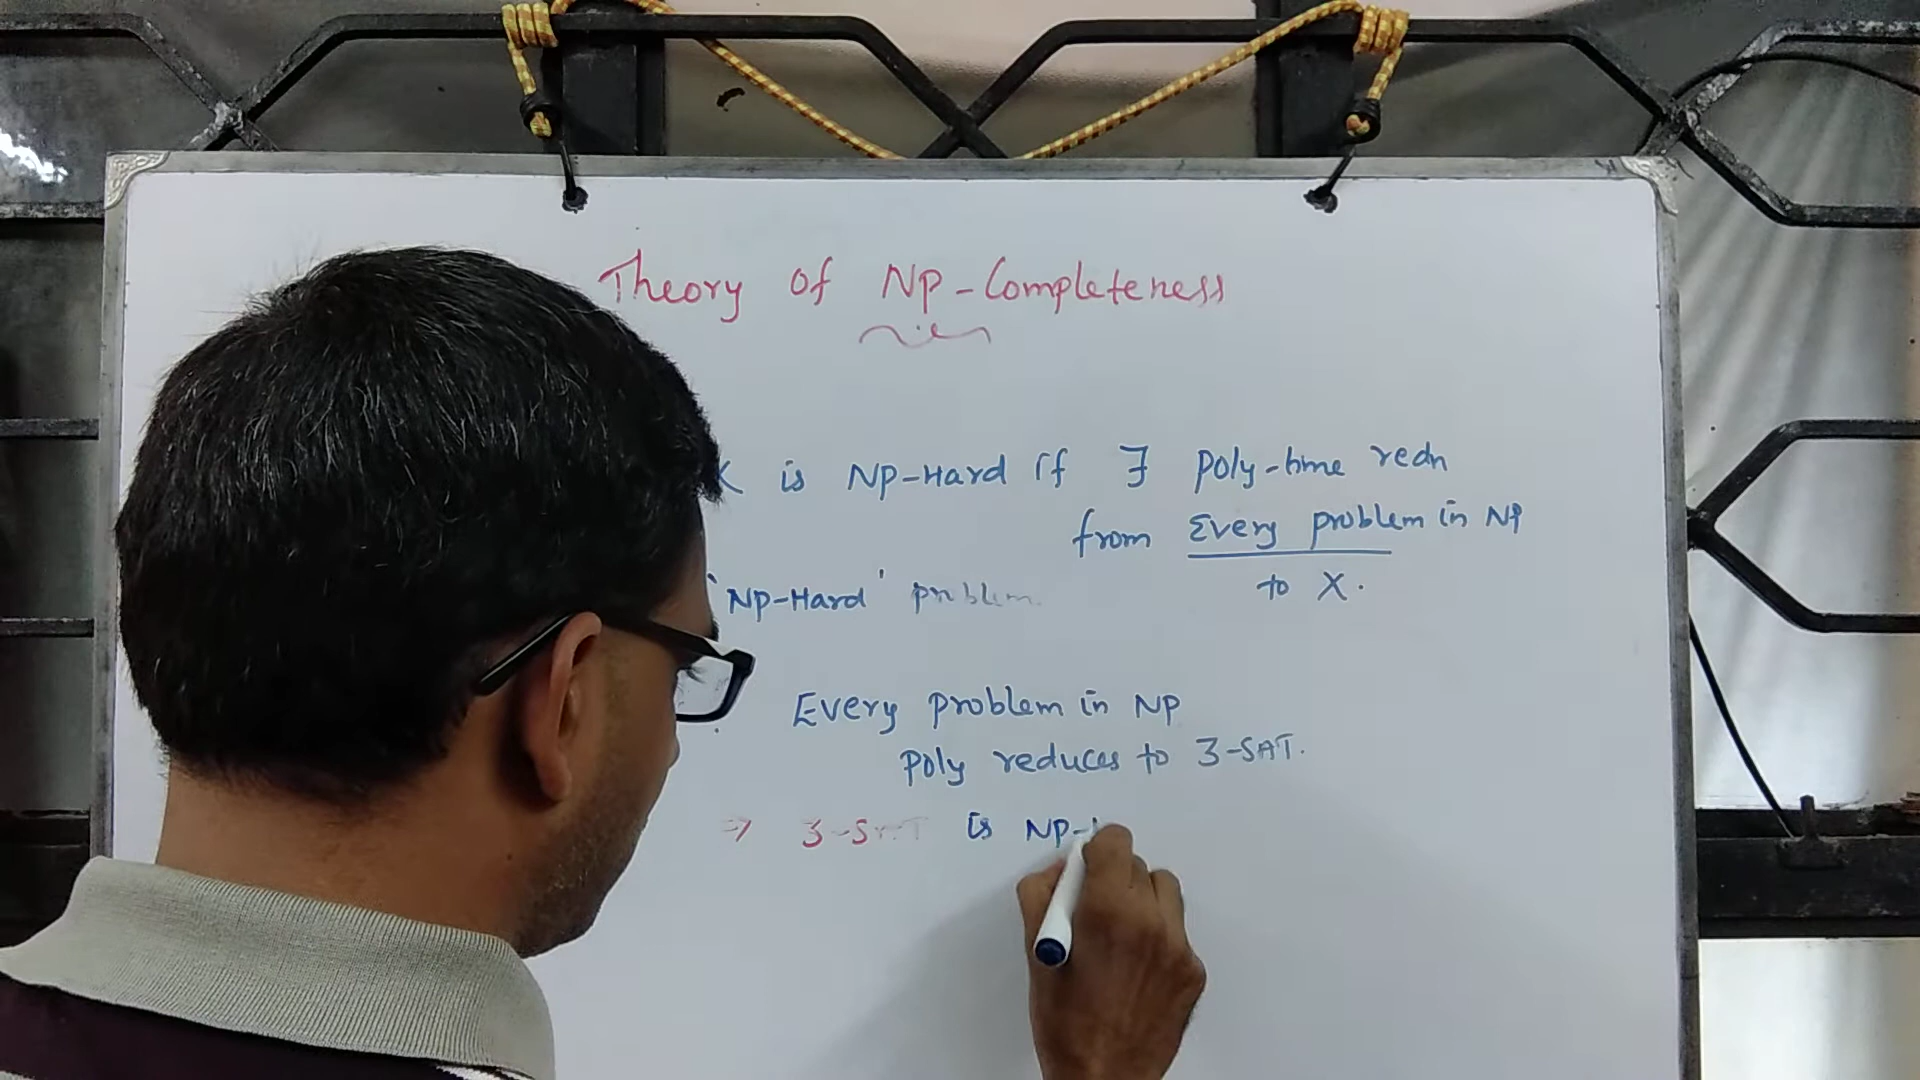 Theory of NP-Completeness
X is NP-Hard if ∃ poly-time redn
from Every problem in NP
to X.
'NP-Hard' problem.
Every problem in NP
Poly reduces to 3-SAT.
⇒ 3-SAT is NP-